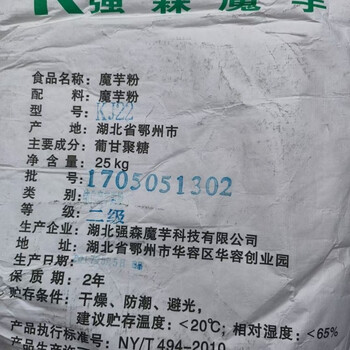 强森魔芋
食品名称：魔芋粉
配 料：魔芋粉
型 号：KJ22
产 地：湖北省鄂州市
主要成分：葡甘聚糖
净 含 量：25kg
批 号：1705051302
类 别：
等 级：二级
生产企业：湖北强森魔芋科技有限公司
地 址：湖北省鄂州市华容区华容创业园
生产日期
保 质 期：2年
贮存条件：干燥、防潮、避光，
建议贮存温度：<20℃；相对湿度：<65%
产品执行标准号：NY/T 494-2010